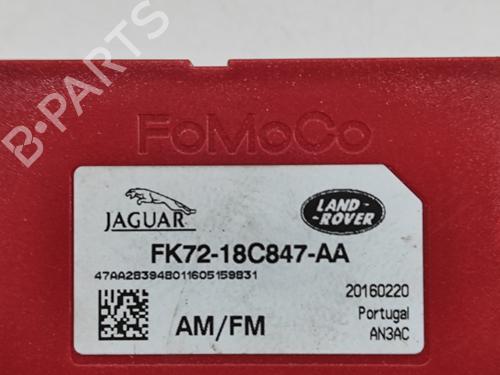 B-PARTS
FoMoCo
JAGUAR
LAND-
-ROVER
FK72-18C847-AA
47AA2B394B011605159831
20160220
Portugal
AM/FM
AN3AC